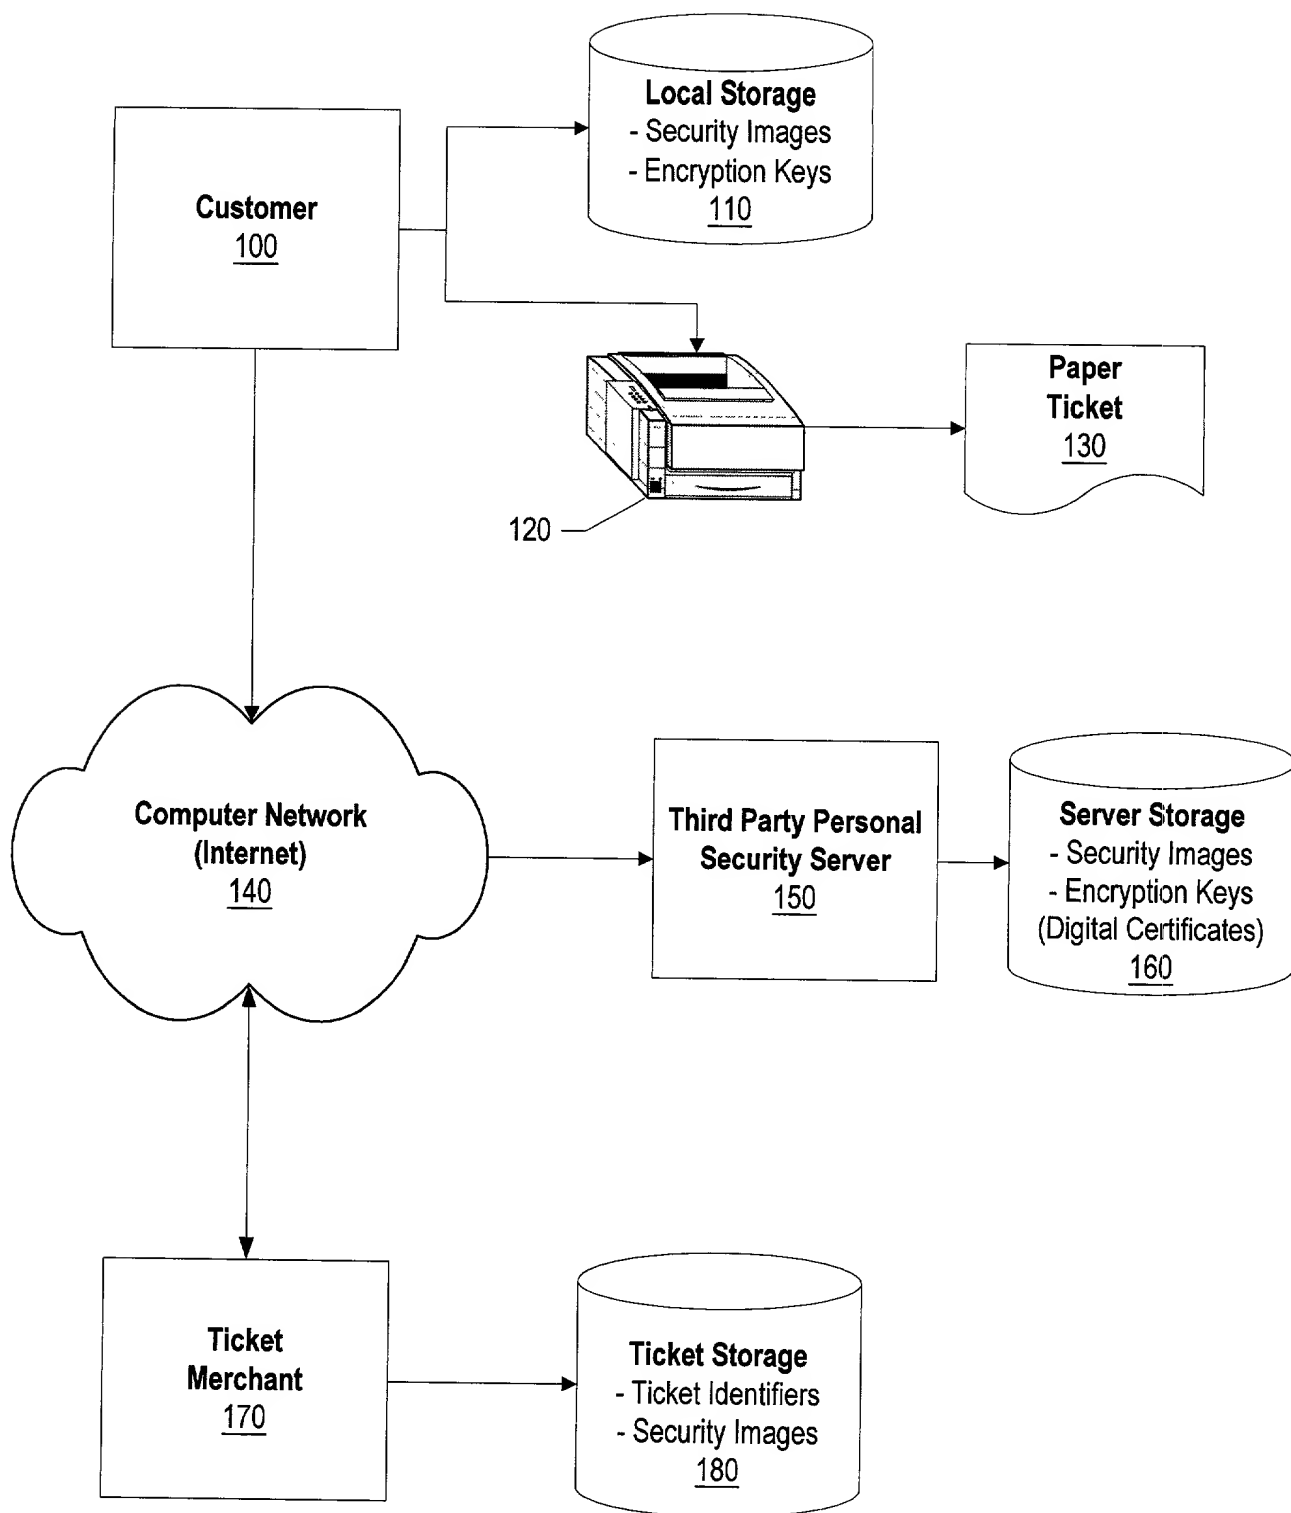 Local Storage
- Security Images
- Encryption Keys
110
Customer
100
Paper
Ticket
130
120
Computer Network
(Internet)
140
Third Party Personal
Security Server
150
Server Storage
- Security Images
- Encryption Keys
(Digital Certificates)
160
Ticket
Merchant
170
Ticket Storage
- Ticket Identifiers
- Security Images
180